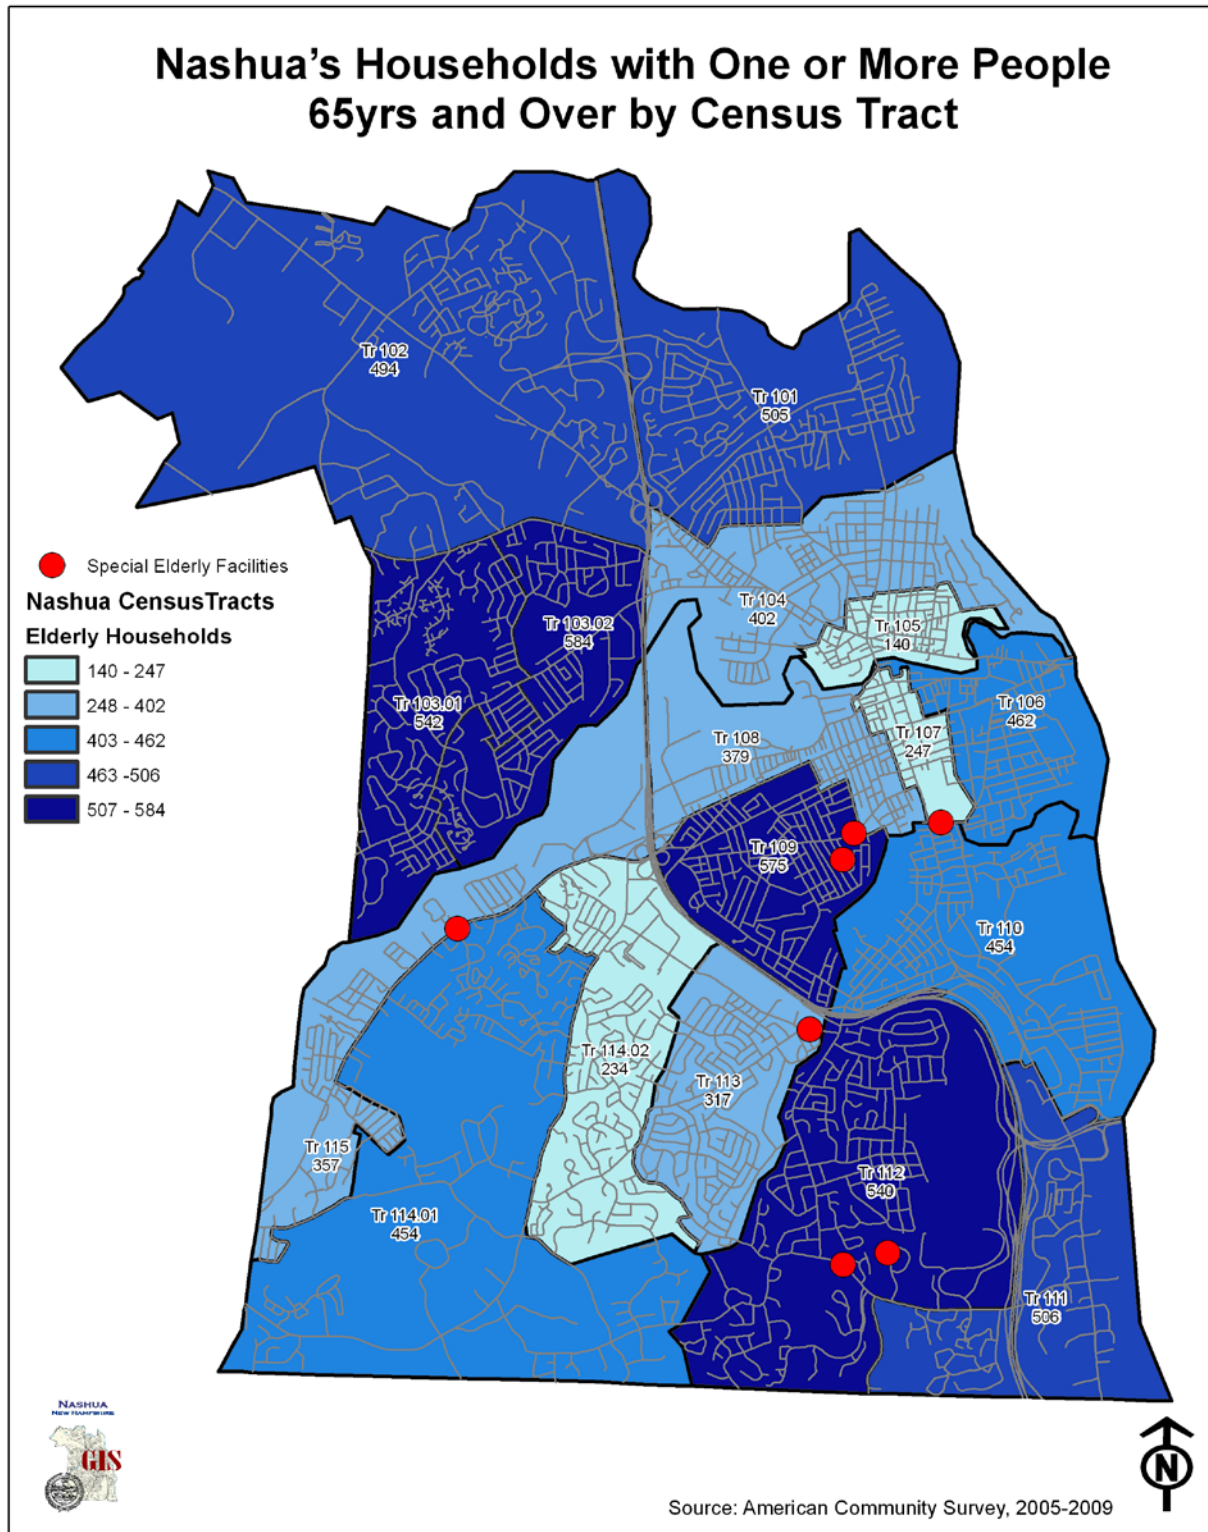 Nashua's Households with One or More People
65yrs and Over by Census Tract
Tr 102
494
Tr 101
505
Special Elderly Facilities
Nashua CensusTracts
Elderly Households
140 - 247
248 - 402
403 - 462
463 -506
507 - 584
Tr 104
402
Tr 103.02
584
Tr 105
140
Tr 103.01
542
Tr 106
462
Tr 108
379
Tr 107
247
Tr 109
575
Tr 110
454
Tr 114.02
234
Tr 113
317
Tr 115
357
Tr 112
540
Tr 114.01
454
Tr 111
506
NASHUA
NEW HAMPSHIRE
GIS
N
Source: American Community Survey, 2005-2009